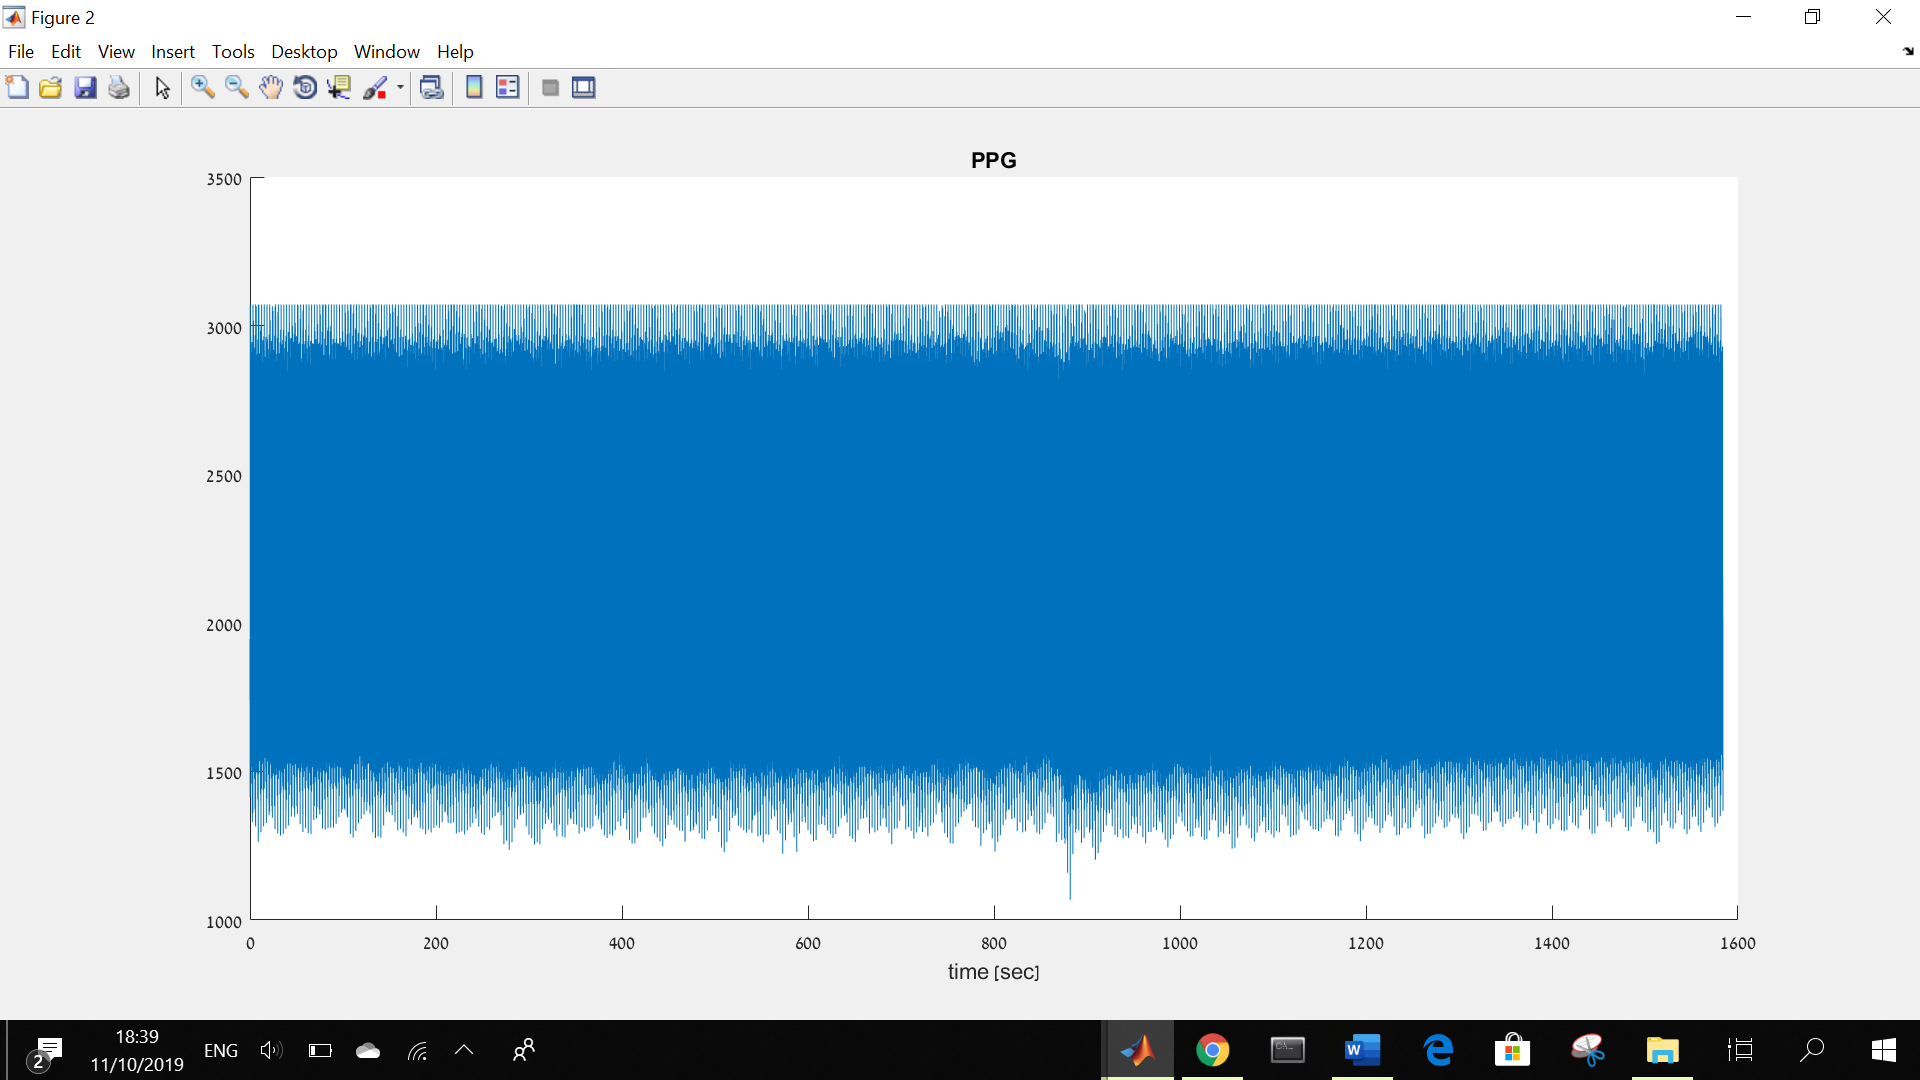 Figure 2
File Edit View Insert Tools Desktop Window Help
PPG
3500
3000
2500
2000
1500
1000
0 200 400 600 800 1000 1200 1400 1600
time [sec]
2
18:39
11/10/2019
ENG
C:\.
W